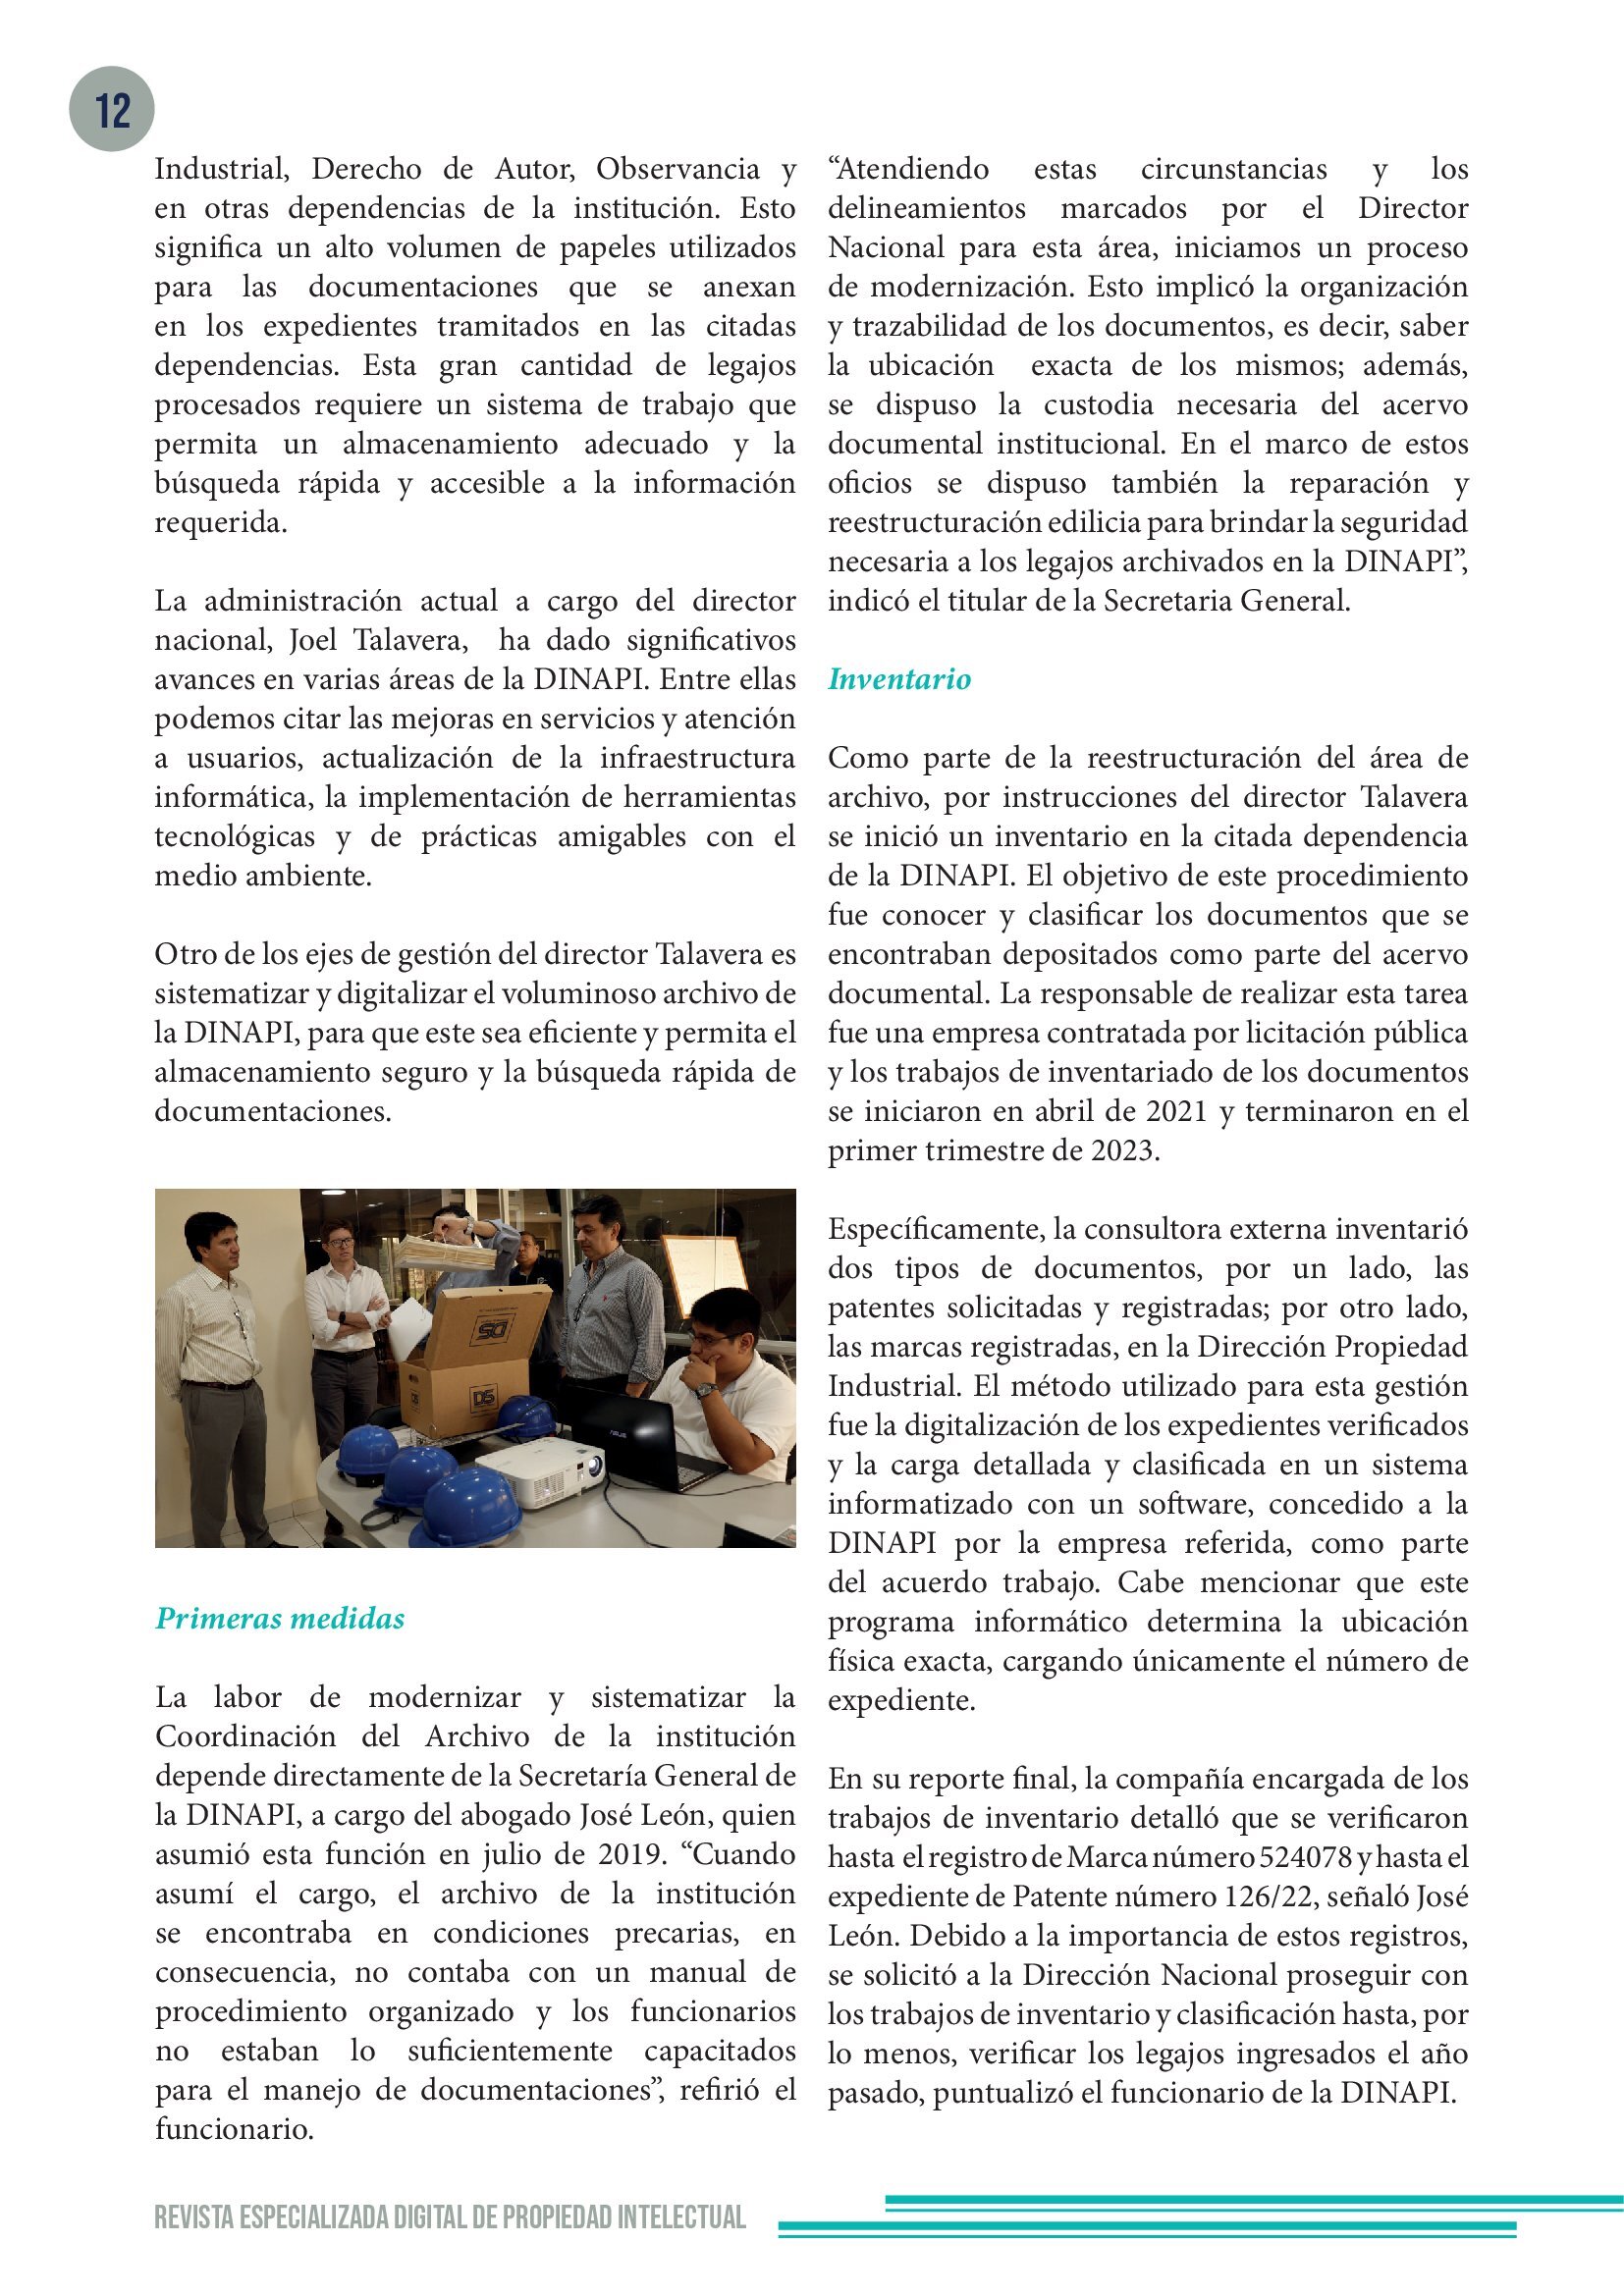 12
Industrial, Derecho de Autor, Observancia y
en otras dependencias de la institución. Esto
significa un alto volumen de papeles utilizados
para las documentaciones que se anexan
en los expedientes tramitados en las citadas
dependencias. Esta gran cantidad de legajos
procesados requiere un sistema de trabajo que
permita un almacenamiento adecuado y la
búsqueda rápida y accesible a la información
requerida.
La administración actual a cargo del director
nacional, Joel Talavera, ha dado significativos
avances en varias áreas de la DINAPI. Entre ellas
podemos citar las mejoras en servicios y atención
a usuarios, actualización de la infraestructura
informática, la implementación de herramientas
tecnológicas y de prácticas amigables con el
medio ambiente.
Otro de los ejes de gestión del director Talavera es
sistematizar y digitalizar el voluminoso archivo de
la DINAPI, para que este sea eficiente y permita el
almacenamiento seguro y la búsqueda rápida de
documentaciones.
DS
DS
ASUS
Primeras medidas
La labor de modernizar y sistematizar la
Coordinación del Archivo de la institución
depende directamente de la Secretaría General de
la DINAPI, a cargo del abogado José León, quien
asumió esta función en julio de 2019. “Cuando
asumí el cargo, el archivo de la institución
se encontraba en condiciones precarias, en
consecuencia, no contaba con un manual de
procedimiento organizado y los funcionarios
no estaban lo suficientemente capacitados
para el manejo de documentaciones”, refirió el
funcionario.
“Atendiendo estas circunstancias y los
delineamientos marcados por el Director
Nacional para esta área, iniciamos un proceso
de modernización. Esto implicó la organización
y trazabilidad de los documentos, es decir, saber
la ubicación exacta de los mismos; además,
se dispuso la custodia necesaria del acervo
documental institucional. En el marco de estos
oficios se dispuso también la reparación y
reestructuración edilicia para brindar la seguridad
necesaria a los legajos archivados en la DINAPI”,
indicó el titular de la Secretaria General.
Inventario
Como parte de la reestructuración del área de
archivo, por instrucciones del director Talavera
se inició un inventario en la citada dependencia
de la DINAPI. El objetivo de este procedimiento
fue conocer y clasificar los documentos que se
encontraban depositados como parte del acervo
documental. La responsable de realizar esta tarea
fue una empresa contratada por licitación pública
y los trabajos de inventariado de los documentos
se iniciaron en abril de 2021 y terminaron en el
primer trimestre de 2023.
Específicamente, la consultora externa inventarió
dos tipos de documentos, por un lado, las
patentes solicitadas y registradas; por otro lado,
las marcas registradas, en la Dirección Propiedad
Industrial. El método utilizado para esta gestión
fue la digitalización de los expedientes verificados
y la carga detallada y clasificada en un sistema
informatizado con un software, concedido a la
DINAPI por la empresa referida, como parte
del acuerdo trabajo. Cabe mencionar que este
programa informático determina la ubicación
física exacta, cargando únicamente el número de
expediente.
En su reporte final, la compañía encargada de los
trabajos de inventario detalló que se verificaron
hasta el registro de Marca número 524078 y hasta el
expediente de Patente número 126/22, señaló José
León. Debido a la importancia de estos registros,
se solicitó a la Dirección Nacional proseguir con
los trabajos de inventario y clasificación hasta, por
lo menos, verificar los legajos ingresados el año
pasado, puntualizó el funcionario de la DINAPI.
REVISTA ESPECIALIZADA DIGITAL DE PROPIEDAD INTELECTUAL